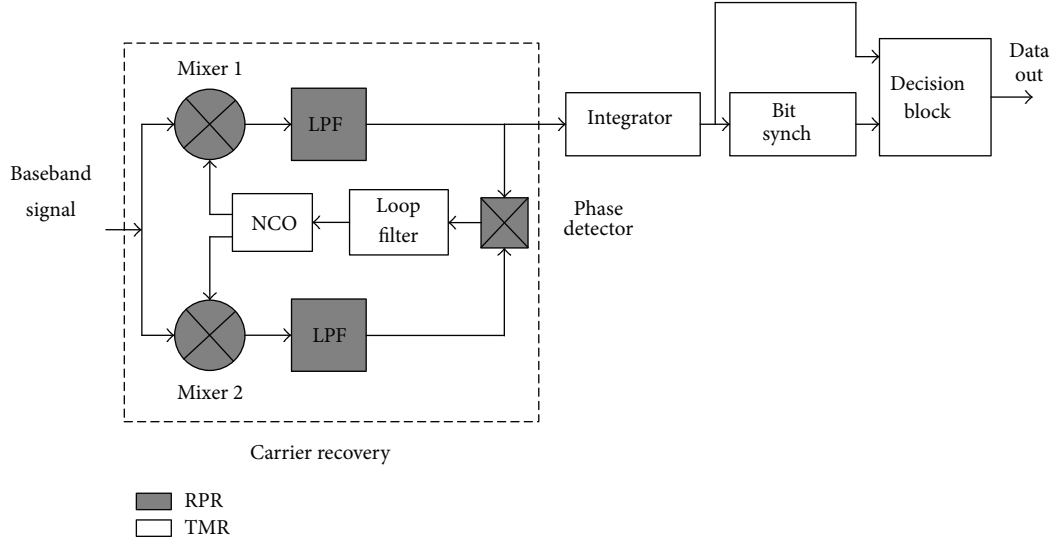 Mixer 1
LPF
Baseband
signal
NCO
Loop
filter
Phase
detector
LPF
Mixer 2
Carrier recovery
Integrator
Bit
synch
Decision
block
Data
out
RPR
TMR